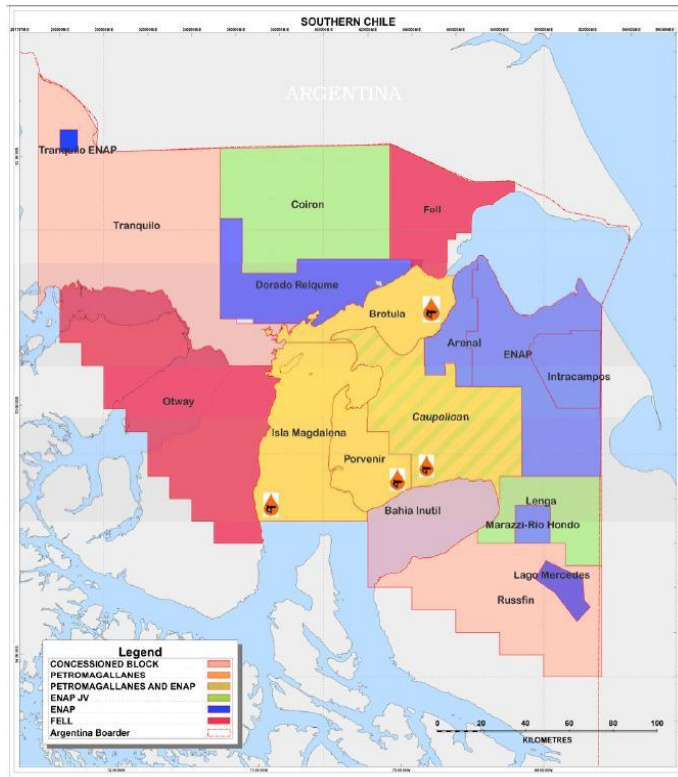 SOUTHERN CHILE
ARGENTINA
Tranquilo ENAP
Coiron
Fell
Tranquilo
Dorado Reiqume
Brotula
Arenal
ENAP
Intracampos
Otway
Caupolican
Isla Magdalena
Porvenir
Bahia Inutil
Lenga
Marazzi-Rio Hondo
Lago Mercedes
Russfin
Legend
CONCESSIONED BLOCK
PETROMAGALLANES
PETROMAGALLANES AND ENAP
ENAP JV
ENAP
FELL
Argentina Boarder
0 20 40 60 80 100
KILOMETRES